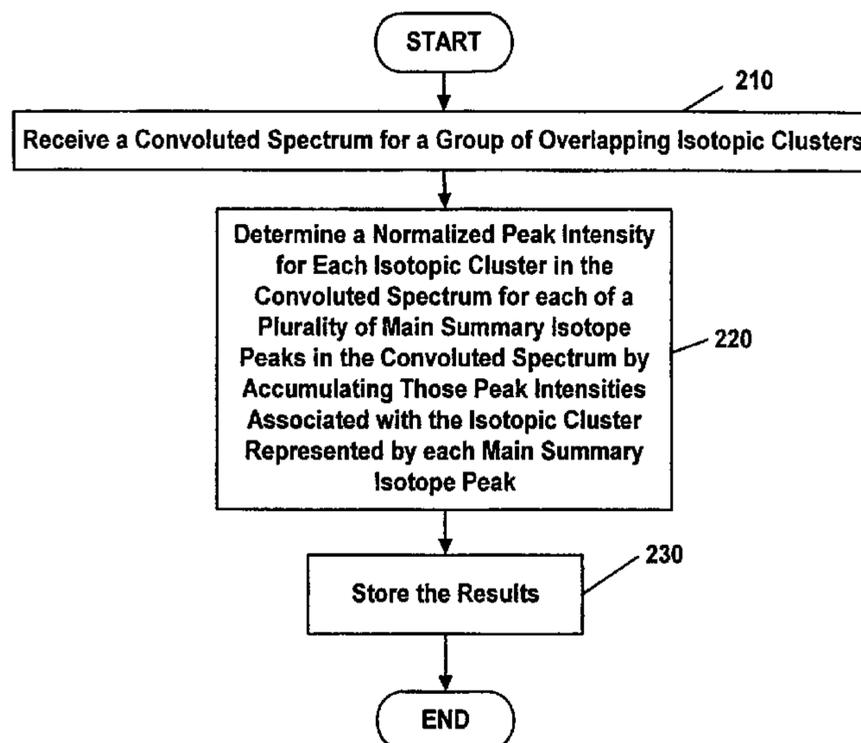 START
210
Receive a Convoluted Spectrum for a Group of Overlapping Isotopic Clusters
Determine a Normalized Peak Intensity
for Each Isotopic Cluster in the
Convoluted Spectrum for each of a
Plurality of Main Summary Isotope
Peaks in the Convoluted Spectrum by
Accumulating Those Peak Intensities
Associated with the Isotopic Cluster
Represented by each Main Summary
Isotope Peak
220
230
Store the Results
END